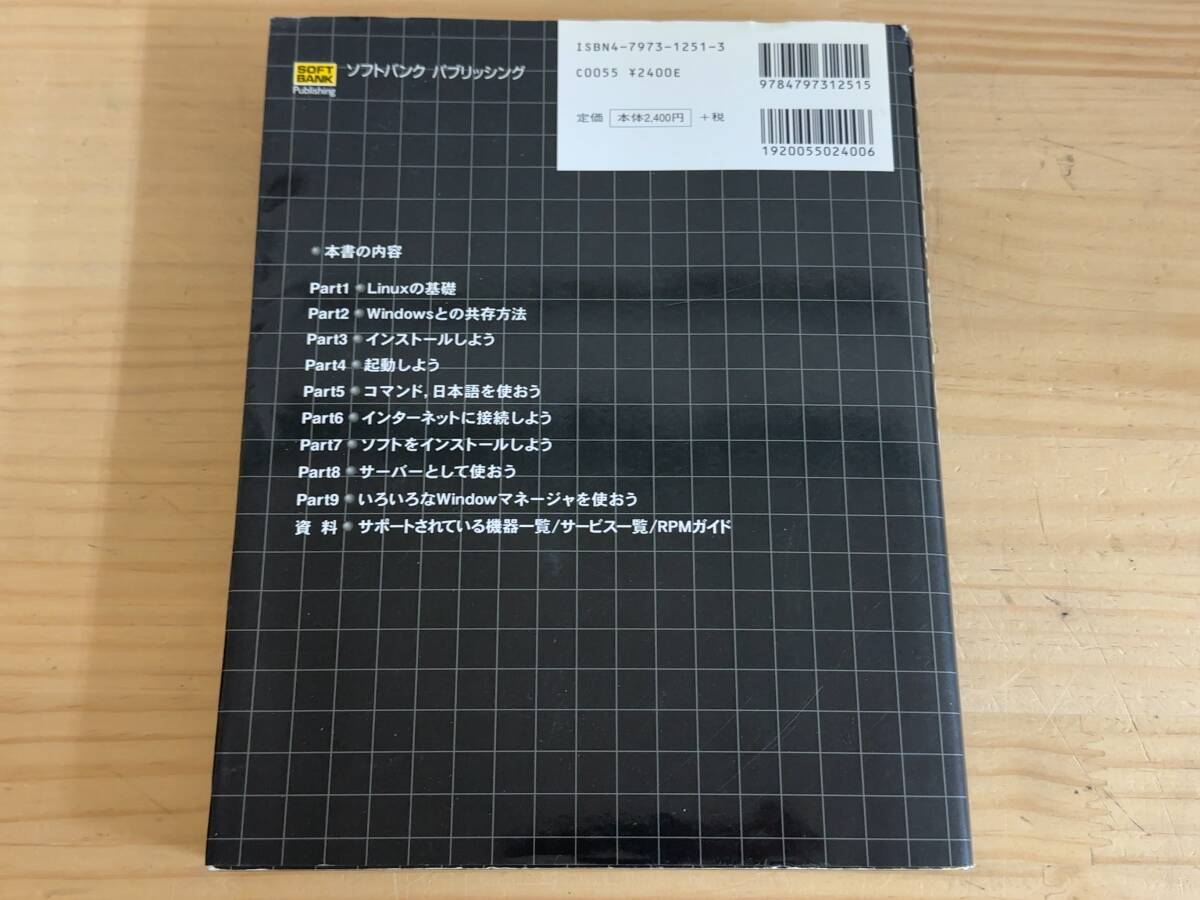 SOFT
BANK
Publishing
ソフトバンク パブリッシング
ISBN4-7973-1251-3
C0055 ¥2400E
定価 本体2,400円 +税
9784797312515
1920055024006
本書の内容
Part1 Linuxの基礎
Part2 Windowsとの共存方法
Part3 インストールしよう
Part4 起動しよう
Part5 コマンド,日本語を使おう
Part6 インターネットに接続しよう
Part7 ソフトをインストールしよう
Part8 サーバーとして使おう
Part9 いろいろなWindowマネージャを使おう
資 料 サポートされている機器一覧/サービス一覧/RPMガイド